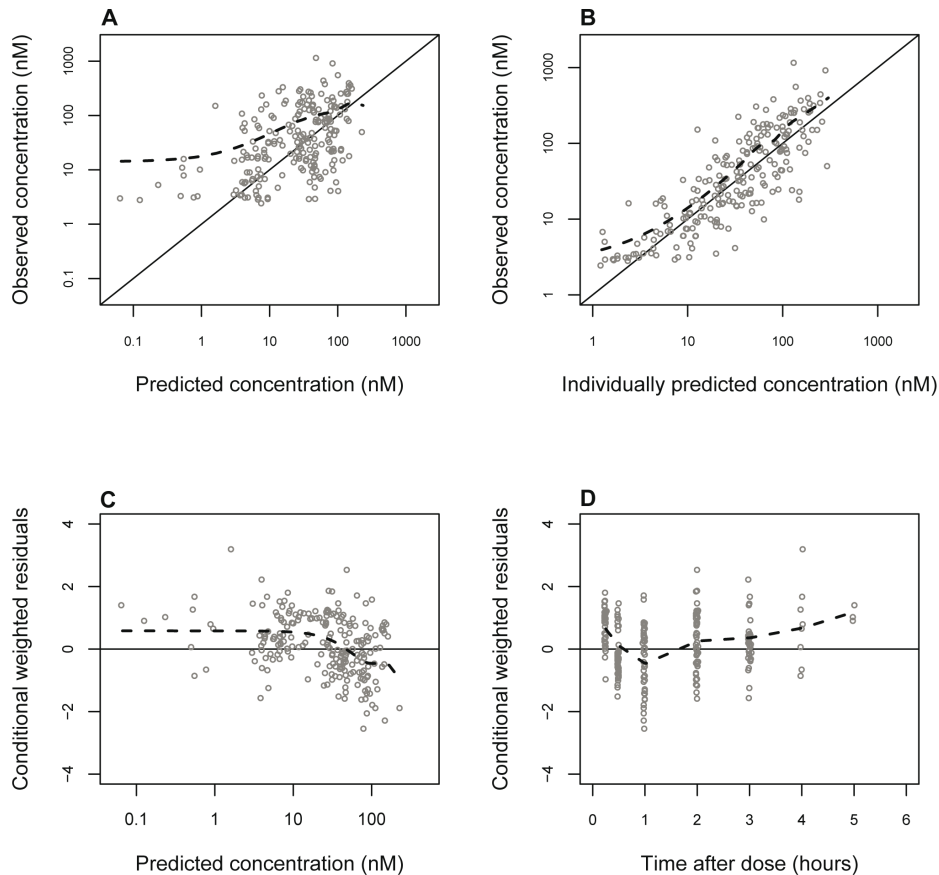 A
Observed concentration (nM)
1000
100
10
1
0.1
0.1 1 10 100 1000
Predicted concentration (nM)
B
Observed concentration (nM)
1000
100
10
1
1 10 100 1000
Individually predicted concentration (nM)
C
Conditional weighted residuals
4
2
0
−2
−4
0.1 1 10 100
Predicted concentration (nM)
D
Conditional weighted residuals
4
2
0
−2
−4
0 1 2 3 4 5 6
Time after dose (hours)